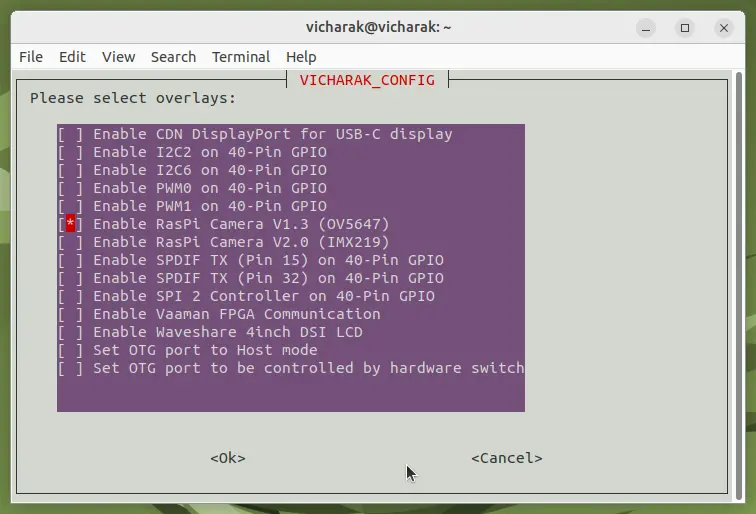 vicharak@vicharak: ~
File Edit View Search Terminal Help
VICHARAK_CONFIG
Please select overlays:
[ ] Enable CDN DisplayPort for USB-C display
[ ] Enable I2C2 on 40-Pin GPIO
[ ] Enable I2C6 on 40-Pin GPIO
[ ] Enable PWM0 on 40-Pin GPIO
[ ] Enable PWM1 on 40-Pin GPIO
[*] Enable RasPi Camera V1.3 (OV5647)
[ ] Enable RasPi Camera V2.0 (IMX219)
[ ] Enable SPDIF TX (Pin 15) on 40-Pin GPIO
[ ] Enable SPDIF TX (Pin 32) on 40-Pin GPIO
[ ] Enable SPI 2 Controller on 40-Pin GPIO
[ ] Enable Vaaman FPGA Communication
[ ] Enable Waveshare 4inch DSI LCD
[ ] Set OTG port to Host mode
[ ] Set OTG port to be controlled by hardware switch
<Ok> <Cancel>